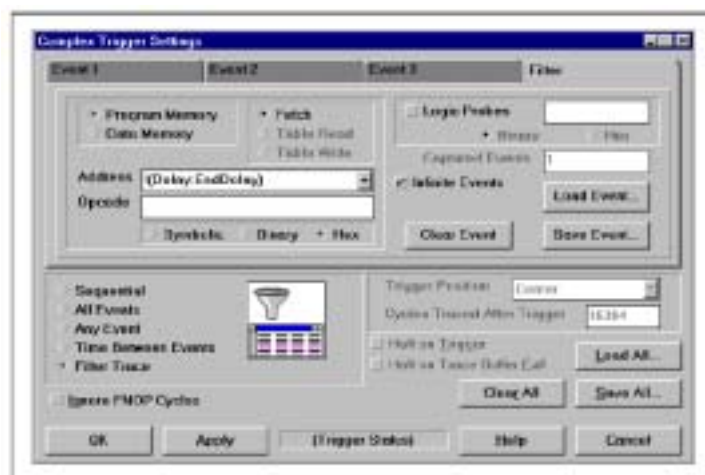 Complex Trigger Settings
Event 1
Event 2
Event 3
Filter
Program Memory
Data Memory
Fetch
Table Read
Table Write
Logic Probes
Binary
Hex
Captured Events
1
Infinite Events
Address
!(Delay:EndDelay)
Opcode
Symbolic
Binary
Hex
Load Event...
Clear Event
Save Event...
Sequential
All Events
Any Event
Time Between Events
Filter Trace
Ignore FNOP Cycles
Trigger Position
Center
Cycles Traced After Trigger
16384
Halt on Trigger
Halt on Trace Buffer Full
Load All...
Clear All
Save All...
OK
Apply
(Trigger Status)
Help
Cancel